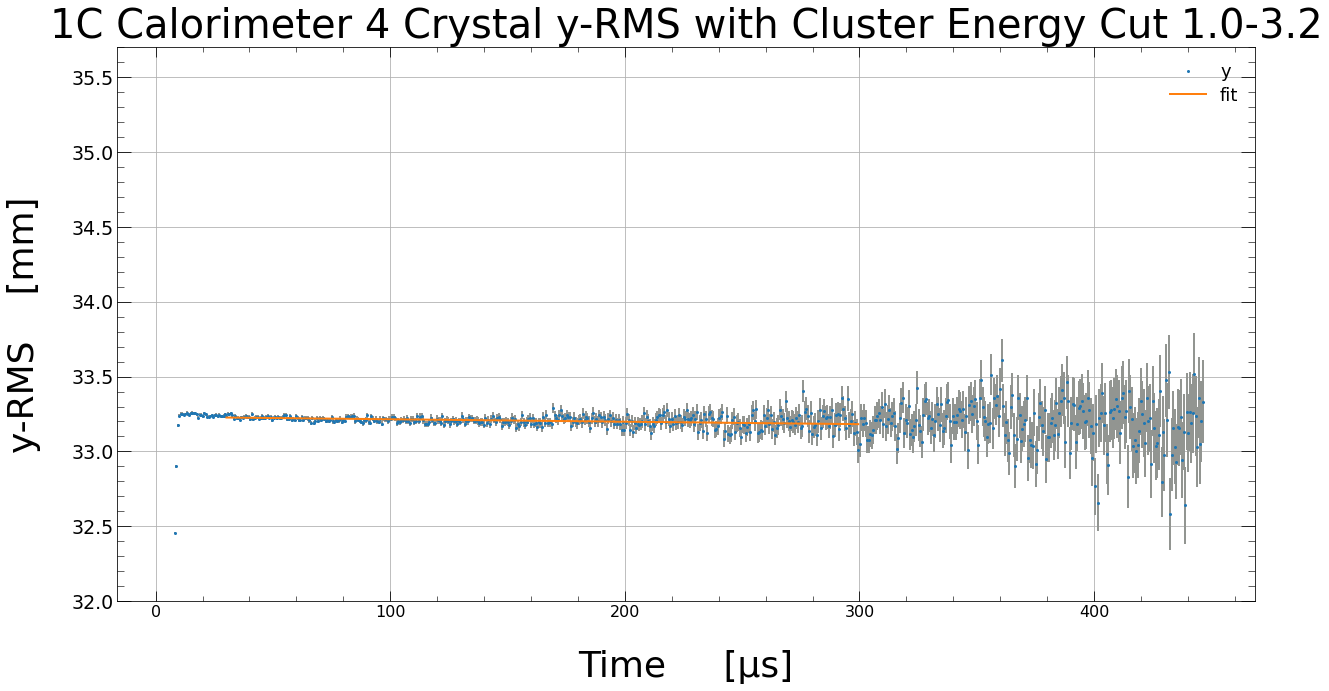 1C Calorimeter 4 Crystal y-RMS with Cluster Energy Cut 1.0-3.2
y
fit
35.5
35.0
34.5
34.0
33.5
33.0
32.5
32.0
y-RMS [mm]
0 100 200 300 400
Time [µs]